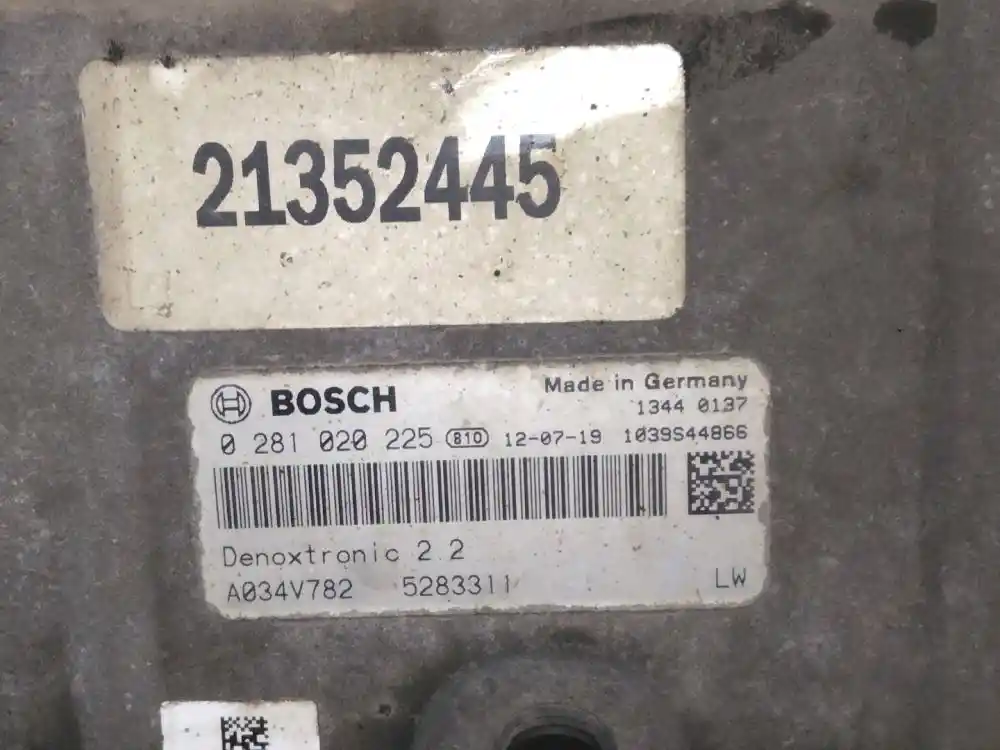 21352445
BOSCH
Made in Germany
1344 0137
0 281 020 225 810 12-07-19 1039S44866
Denoxtronic 2.2
A034V782 5283311
LW